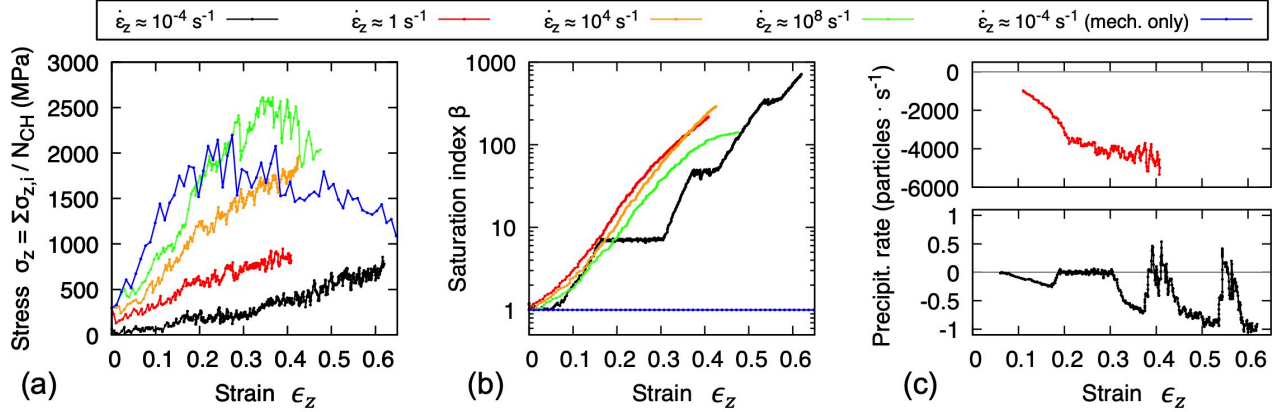 ε̇z ≈ 10-4 s-1 ε̇z ≈ 1 s-1 ε̇z ≈ 104 s-1 ε̇z ≈ 108 s-1 ε̇z ≈ 10-4 s-1 (mech. only)
Stress σz = Σσz,i / NCH (MPa)
3000
2500
2000
1500
1000
500
0
0 0.1 0.2 0.3 0.4 0.5 0.6
(a) Strain ϵz
Saturation index β
1000
100
10
1
0 0.1 0.2 0.3 0.4 0.5 0.6
(b) Strain ϵz
Precipit. rate (particles · s-1)
0
-2000
-4000
-6000
1
0.5
0
-0.5
-1
0 0.1 0.2 0.3 0.4 0.5 0.6
(c) Strain ϵz